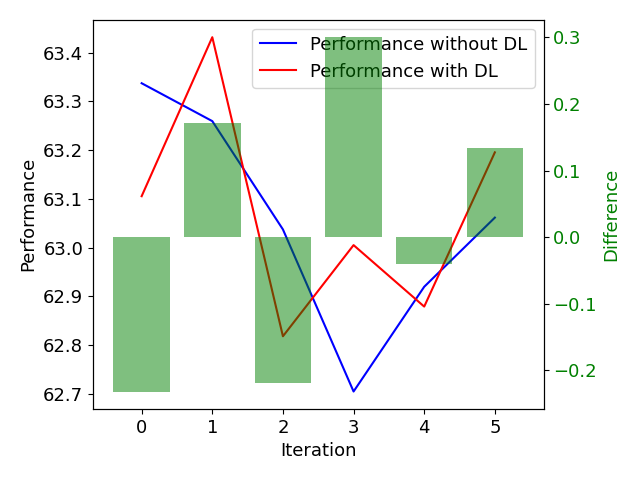 Performance without DL
Performance with DL
63.4
63.3
63.2
63.1
63.0
62.9
62.8
62.7
Performance
0.3
0.2
0.1
0.0
−0.1
−0.2
Difference
0 1 2 3 4 5
Iteration